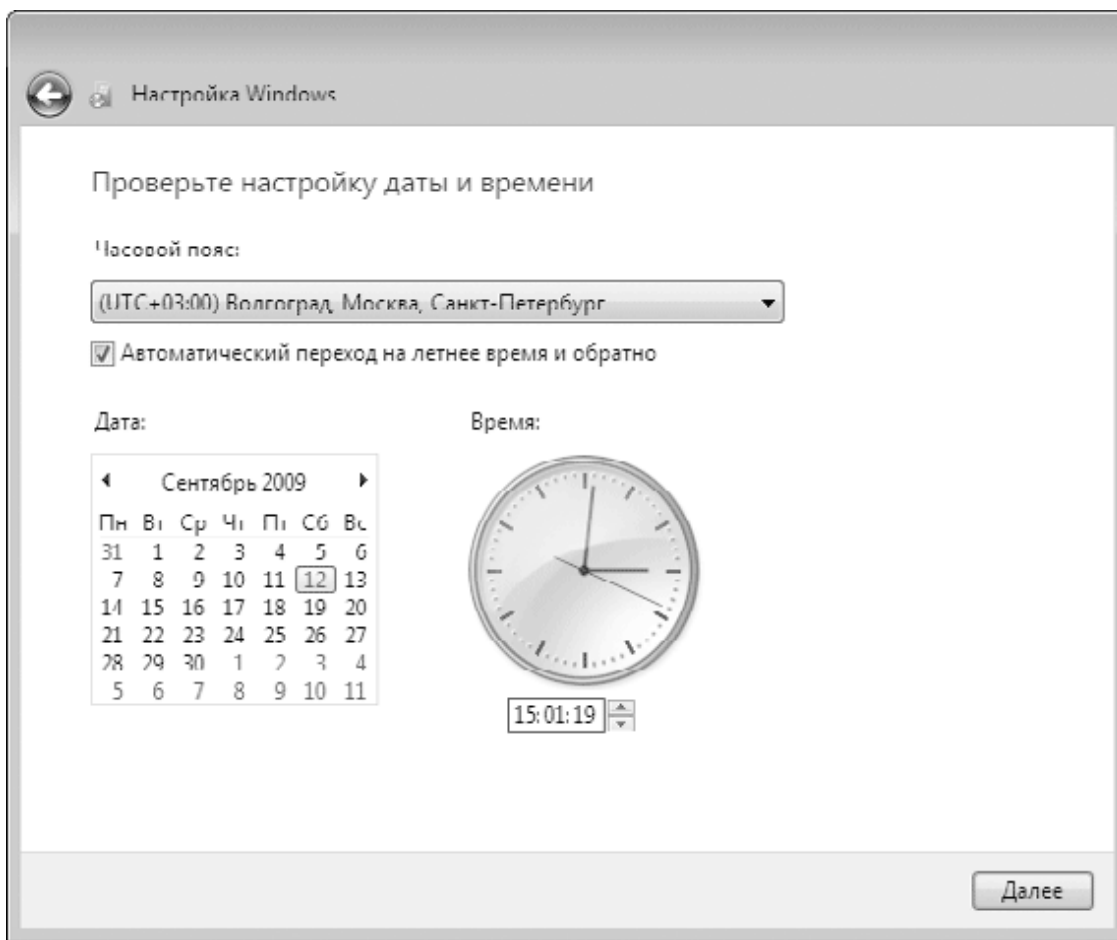 Настройка Windows
Проверьте настройку даты и времени
Часовой пояс:
(UTC+03:00) Волгоград, Москва, Санкт-Петербург
Автоматический переход на летнее время и обратно
Дата:
Время:
Сентябрь 2009
Пн Вт Ср Чт Пт Сб Вс
31 1 2 3 4 5 6
7 8 9 10 11 12 13
14 15 16 17 18 19 20
21 22 23 24 25 26 27
28 29 30 1 2 3 4
5 6 7 8 9 10 11
15:01:19
Далее